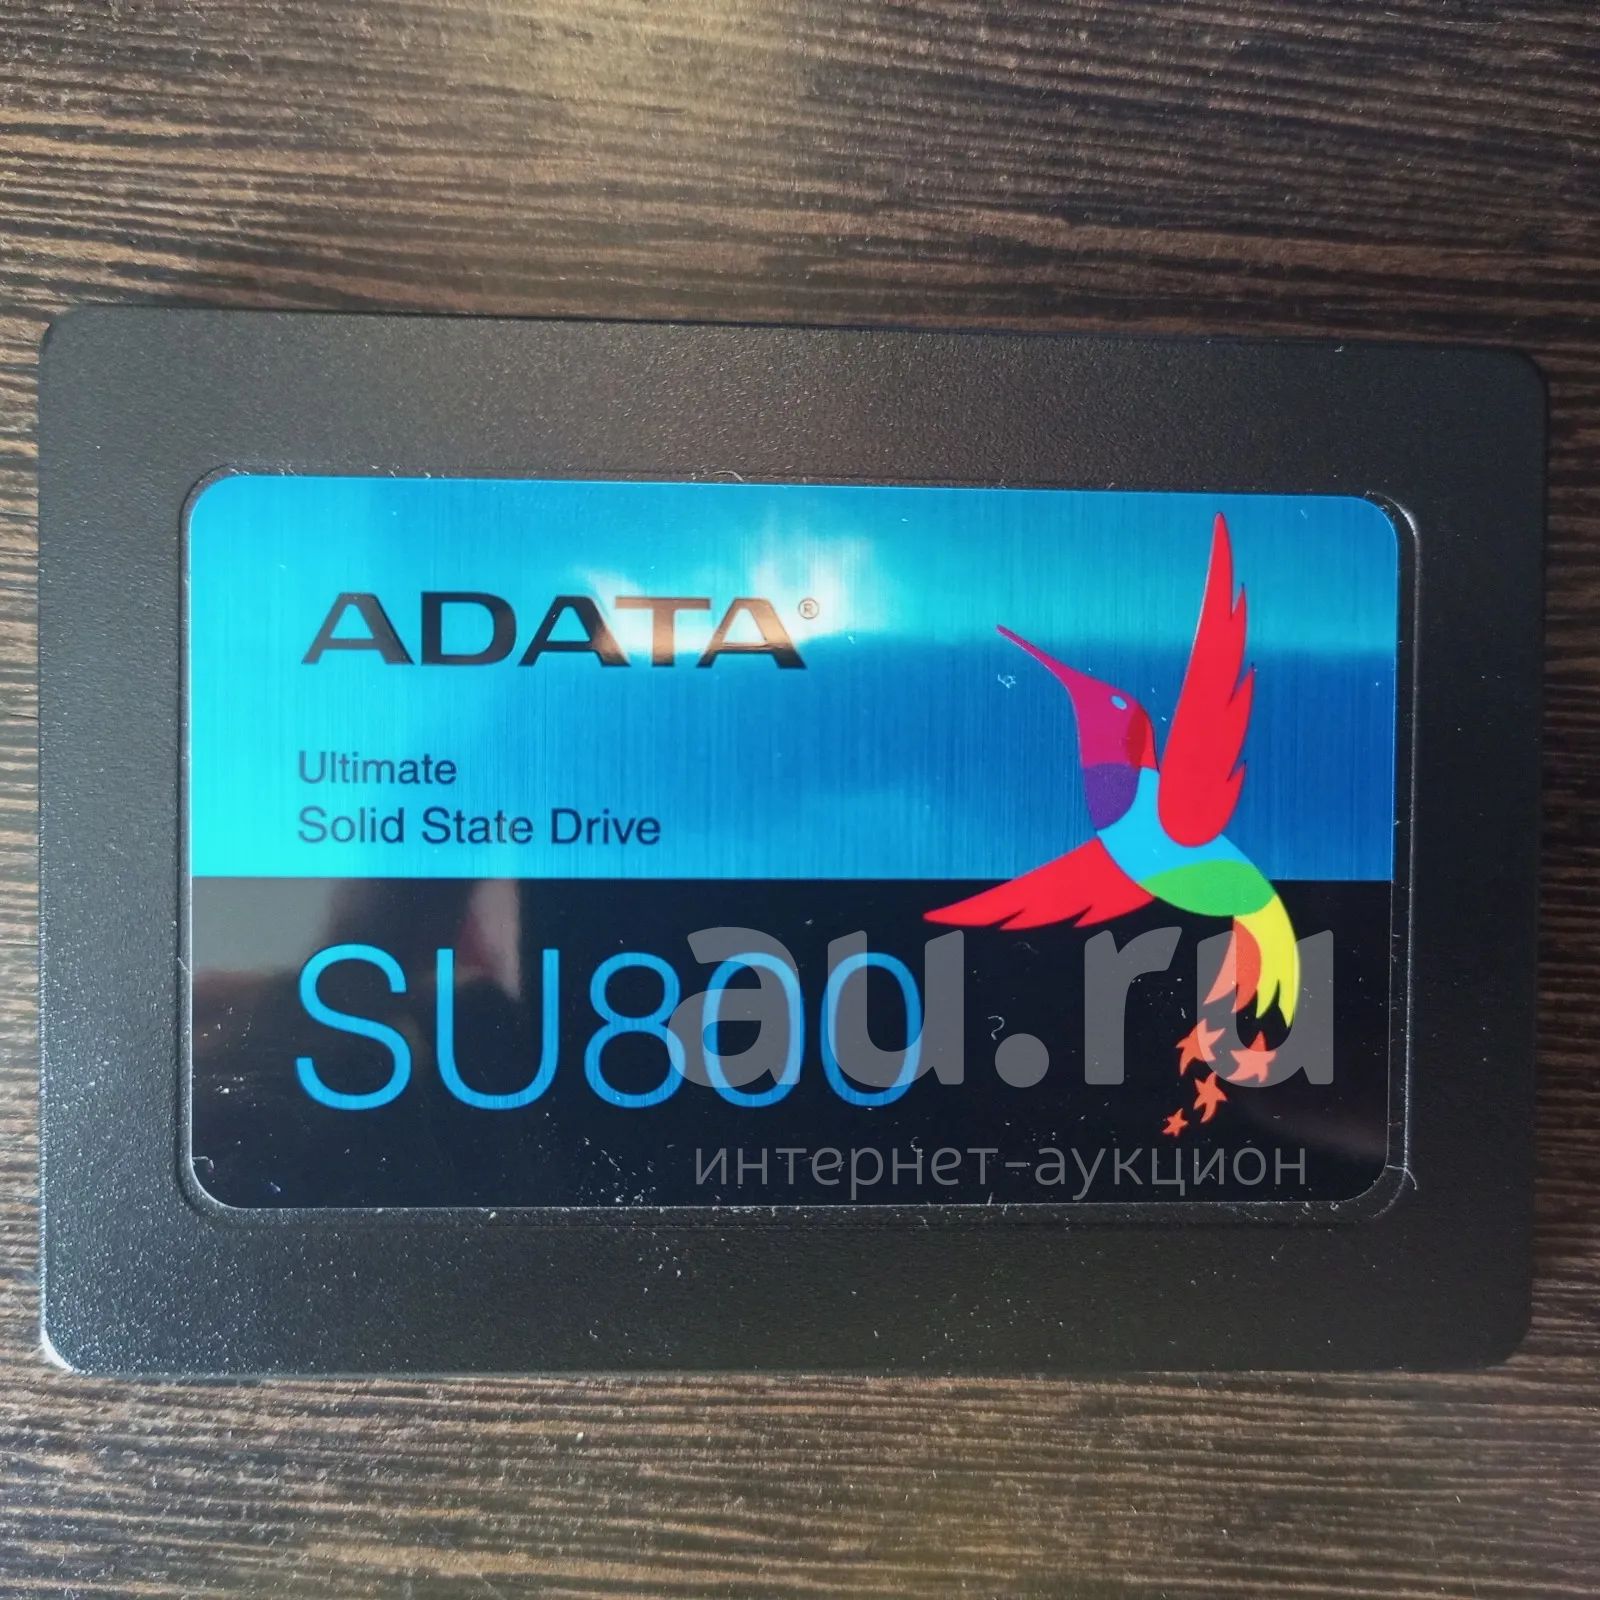 ADATA®
Ultimate
Solid State Drive
SU800
au.ru
интернет-аукцион